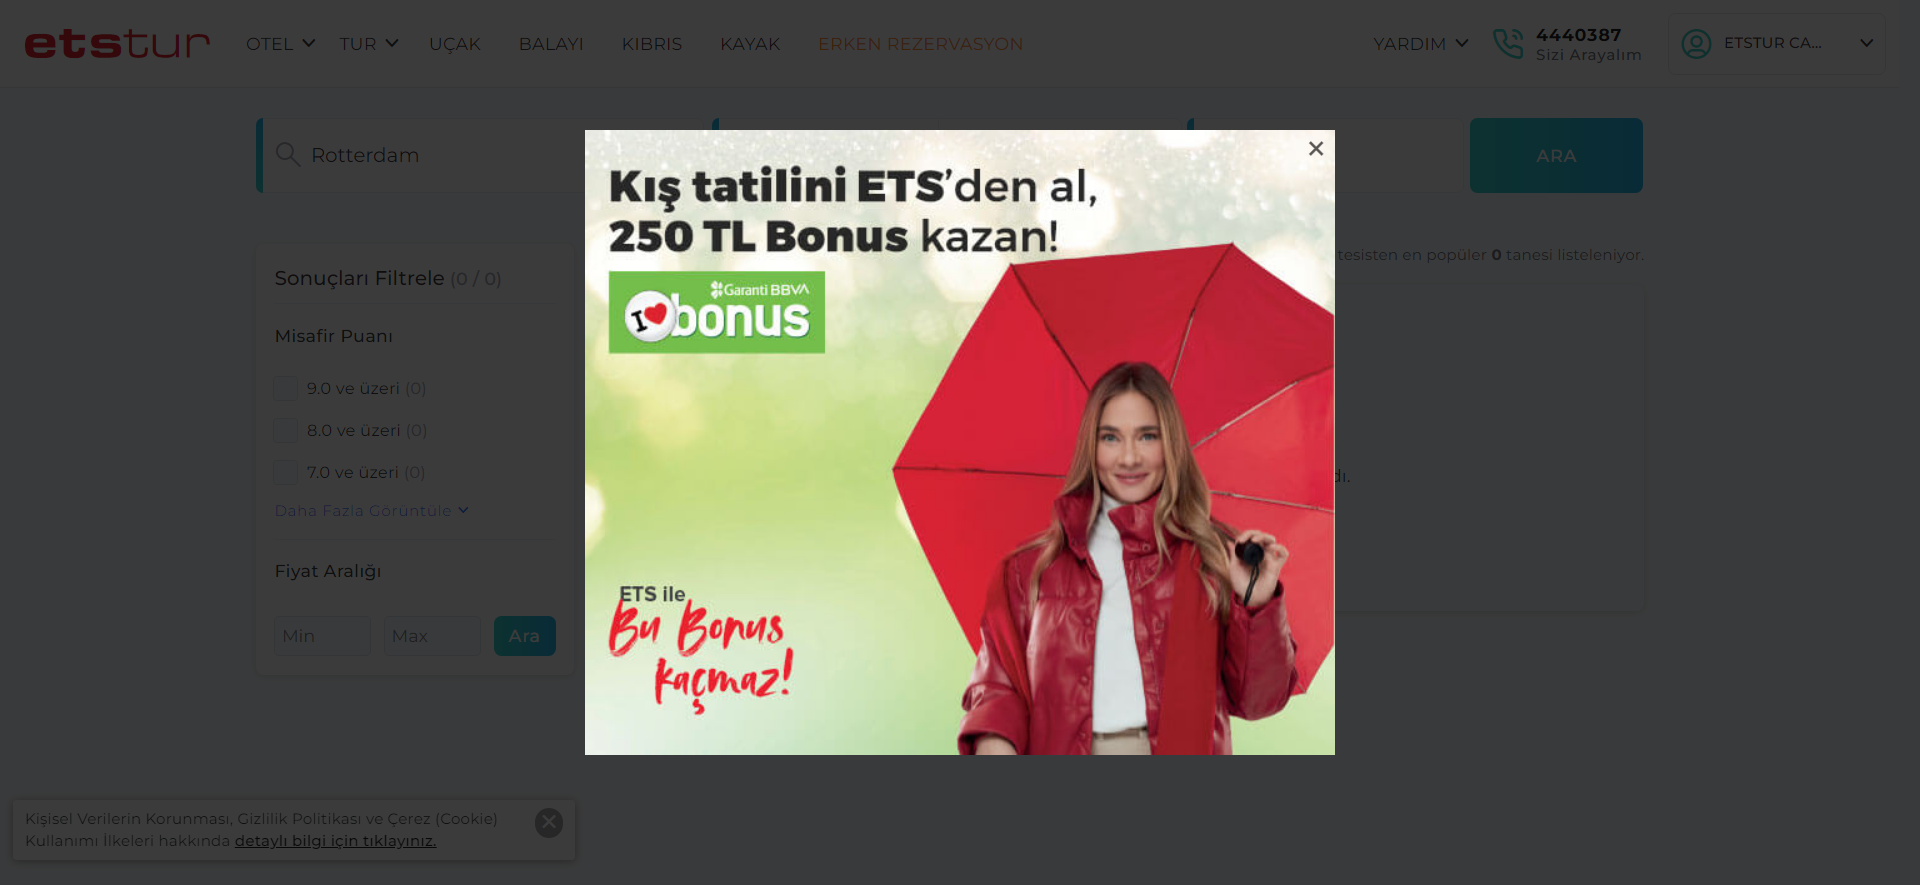 etstur
OTEL
TUR
UÇAK
BALAYI
KIBRIS
KAYAK
ERKEN REZERVASYON
YARDIM
4440387
Sizi Arayalım
ETSTUR CA...
Rotterdam
ARA
Kış tatilini ETS'den al,
250 TL Bonus kazan!
Garanti BBVA
I bonus
ETS ile
Bu Bonus
kaçmaz!
tesisten en popüler 0 tanesi listeleniyor.
Sonuçları Filtrele (0 / 0)
Misafir Puanı
9.0 ve üzeri (0)
8.0 ve üzeri (0)
7.0 ve üzeri (0)
Daha Fazla Görüntüle
Fiyat Aralığı
Min
Max
Ara
Kişisel Verilerin Korunması, Gizlilik Politikası ve Çerez (Cookie)
Kullanımı İlkeleri hakkında detaylı bilgi için tıklayınız.